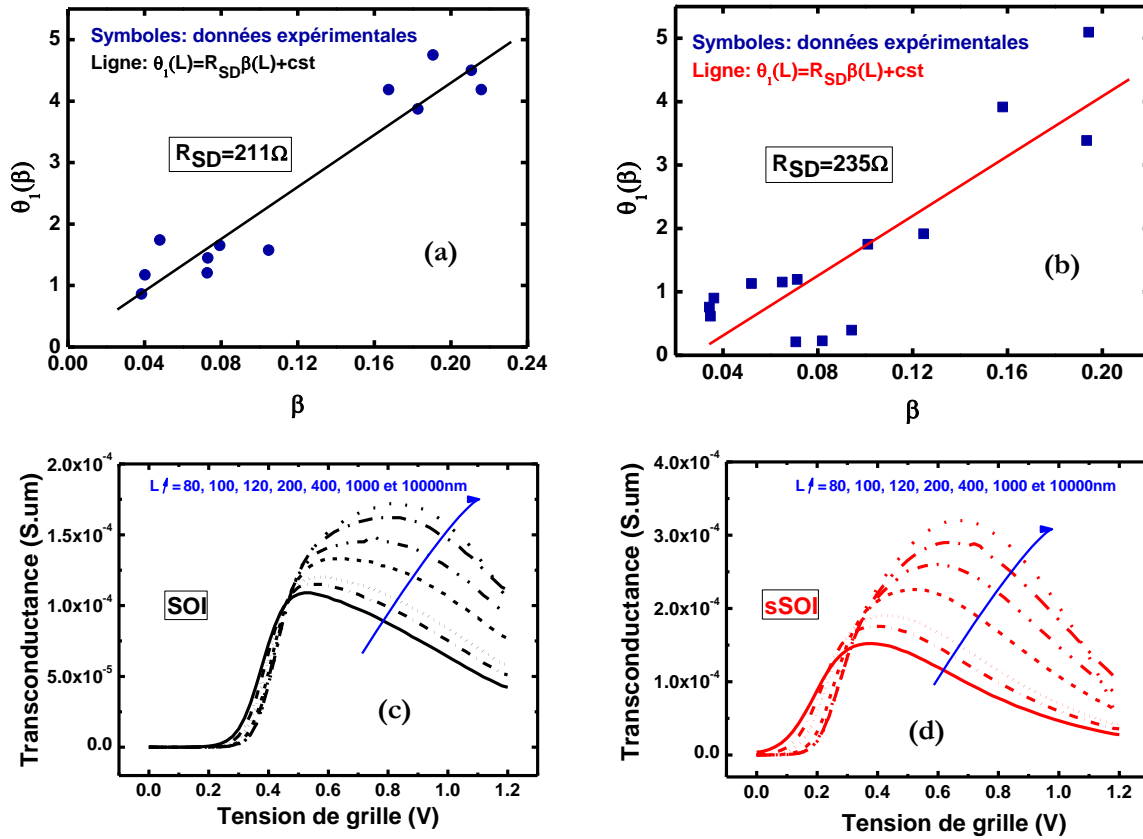 Symboles: données expérimentales
Ligne: θ₁(L)=R_SDβ(L)+cst
R_SD=211Ω
(a)
θ₁(β)
5
4
3
2
1
0
0.00 0.04 0.08 0.12 0.16 0.20 0.24
β
Symboles: données expérimentales
Ligne: θ₁(L)=R_SDβ(L)+cst
R_SD=235Ω
(b)
θ₁(β)
5
4
3
2
1
0
0.04 0.08 0.12 0.16 0.20
β
L = 80, 100, 120, 200, 400, 1000 et 10000nm
SOI
(c)
Transconductance (S.um)
2.0x10⁻⁴
1.5x10⁻⁴
1.0x10⁻⁴
5.0x10⁻⁵
0.0
0.0 0.2 0.4 0.6 0.8 1.0 1.2
Tension de grille (V)
L = 80, 100, 120, 200, 400, 1000 et 10000nm
sSOI
(d)
Transconductance (S.um)
4.0x10⁻⁴
3.0x10⁻⁴
2.0x10⁻⁴
1.0x10⁻⁴
0.0
0.0 0.2 0.4 0.6 0.8 1.0 1.2
Tension de grille (V)